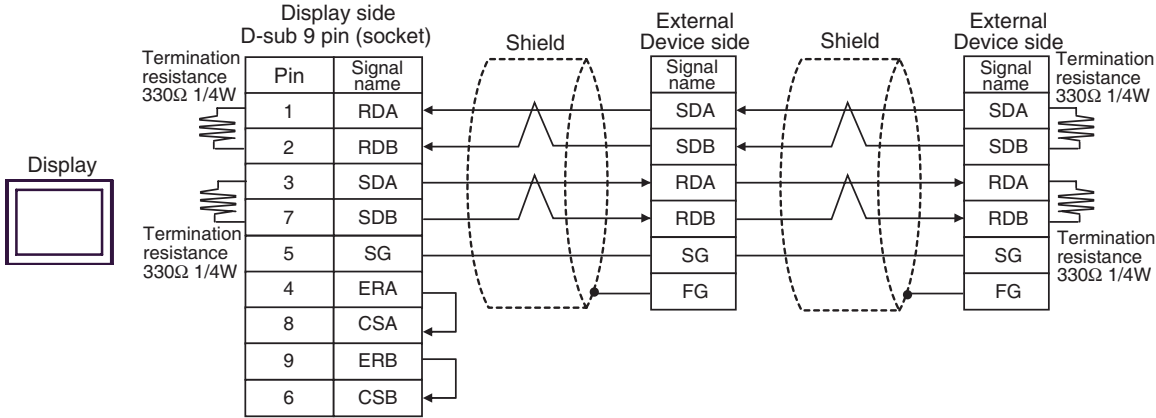 Display side
D-sub 9 pin (socket)
Shield
External
Device side
Shield
External
Device side
Termination
resistance
330Ω 1/4W
Pin
Signal
name
Signal
name
Signal
name
Termination
resistance
330Ω 1/4W
1 RDA SDA SDA
2 RDB SDB SDB
Display
3 SDA RDA RDA
7 SDB RDB RDB
Termination
resistance
330Ω 1/4W
5 SG SG SG
Termination
resistance
330Ω 1/4W
4 ERA FG FG
8 CSA
9 ERB
6 CSB